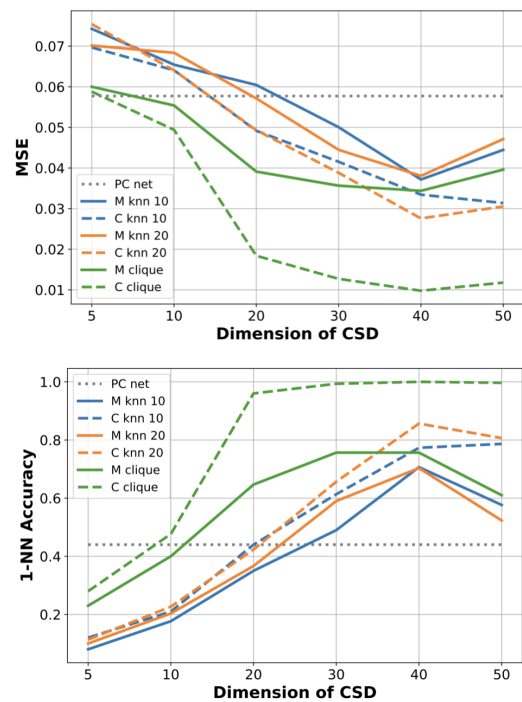 0.07
0.06
0.05
0.04
0.03
0.02
0.01
MSE
PC net
M knn 10
C knn 10
M knn 20
C knn 20
M clique
C clique
5 10 20 30 40 50
Dimension of CSD
1.0
0.8
0.6
0.4
0.2
1-NN Accuracy
PC net
M knn 10
C knn 10
M knn 20
C knn 20
M clique
C clique
5 10 20 30 40 50
Dimension of CSD